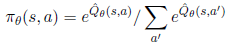 π_θ(s, a) = e^{Q̂_θ(s,a)} / ∑_{a'} e^{Q̂_θ(s,a')}